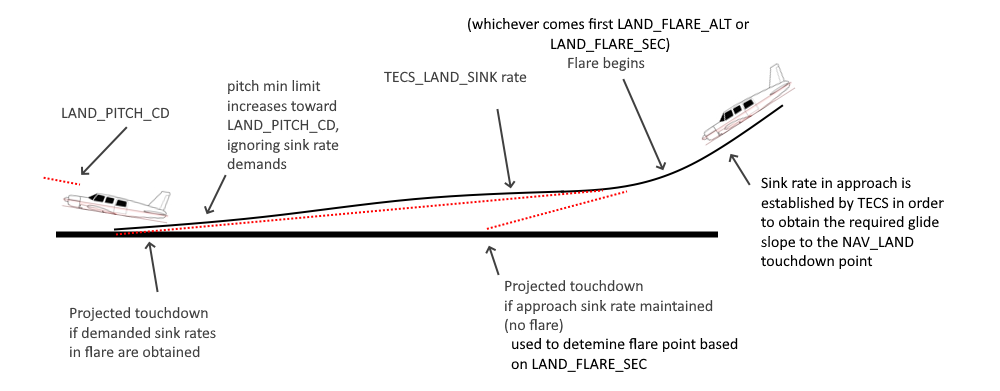 (whichever comes first LAND_FLARE_ALT or
LAND_FLARE_SEC)
Flare begins
TECS_LAND_SINK rate
pitch min limit
increases toward
LAND_PITCH_CD,
ignoring sink rate
demands
LAND_PITCH_CD
Sink rate in approach is
established by TECS in order
to obtain the required glide
slope to the NAV_LAND
touchdown point
Projected touchdown
if demanded sink rates
in flare are obtained
Projected touchdown
if approach sink rate maintained
(no flare)
used to detemine flare point based
on LAND_FLARE_SEC